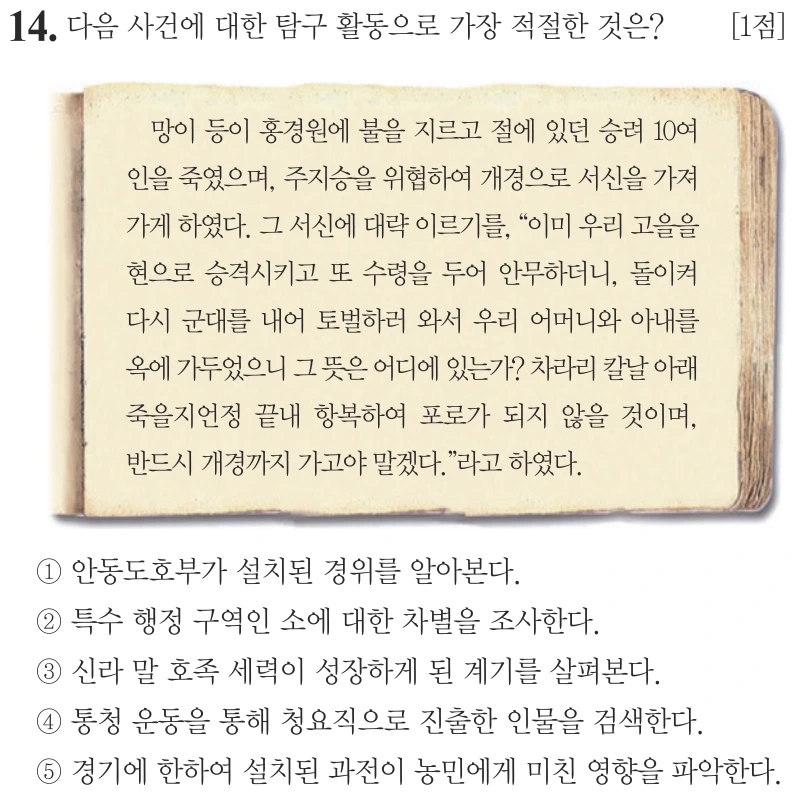 14. 다음 사건에 대한 탐구 활동으로 가장 적절한 것은? [1점]
망이 등이 홍경원에 불을 지르고 절에 있던 승려 10여
인을 죽였으며, 주지승을 위협하여 개경으로 서신을 가져
가게 하였다. 그 서신에 대략 이르기를, “이미 우리 고을을
현으로 승격시키고 또 수령을 두어 안무하더니, 돌이켜
다시 군대를 내어 토벌하러 와서 우리 어머니와 아내를
옥에 가두었으니 그 뜻은 어디에 있는가? 차라리 칼날 아래
죽을지언정 끝내 항복하여 포로가 되지 않을 것이며,
반드시 개경까지 가고야 말겠다.”라고 하였다.
① 안동도호부가 설치된 경위를 알아본다.
② 특수 행정 구역인 소에 대한 차별을 조사한다.
③ 신라 말 호족 세력이 성장하게 된 계기를 살펴본다.
④ 통청 운동을 통해 청요직으로 진출한 인물을 검색한다.
⑤ 경기에 한하여 설치된 과전이 농민에게 미친 영향을 파악한다.